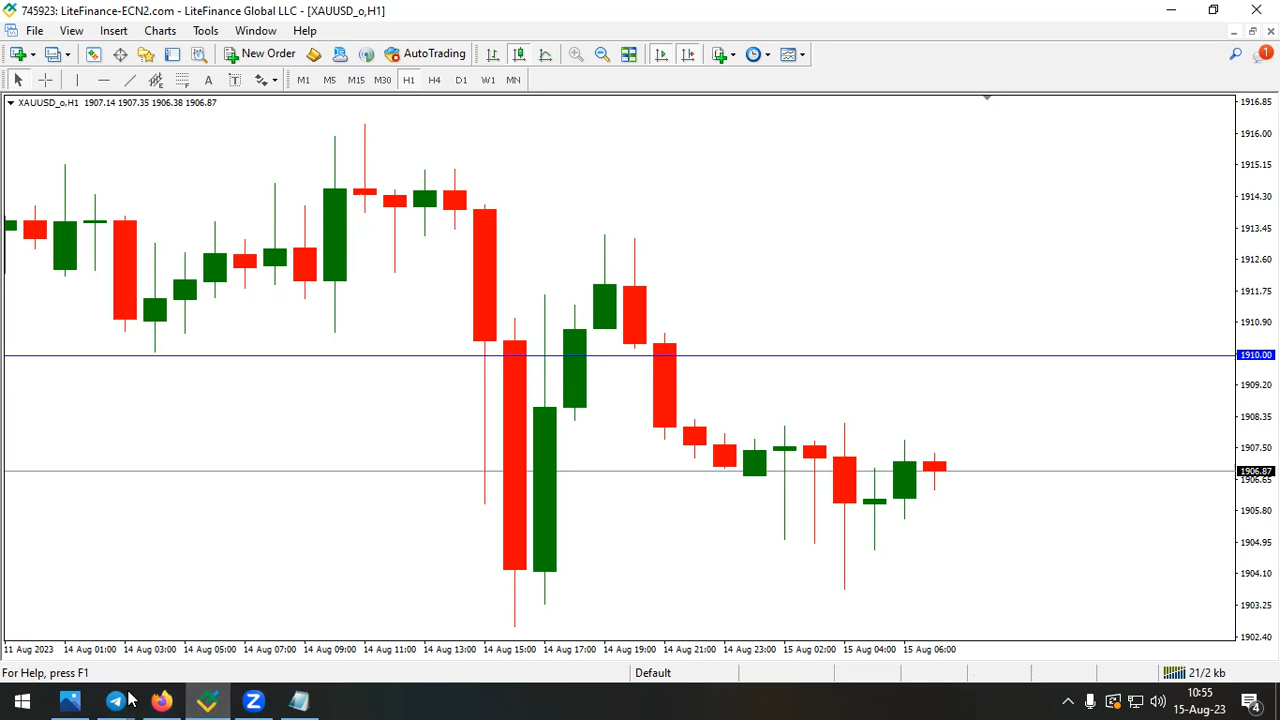 745923: LiteFinance-ECN2.com - LiteFinance Global LLC - [XAUUSD_o,H1]
File View Insert Charts Tools Window Help
New Order AutoTrading 1
A T M1 M5 M15 M30 H1 H4 D1 W1 MN
XAUUSD_o,H1 1907.14 1907.35 1906.38 1906.87
1916.85
1916.00
1915.15
1914.30
1913.45
1912.60
1911.75
1910.90
1910.00
1909.20
1908.35
1907.50
1906.87
1906.65
1905.80
1904.95
1904.10
1903.25
1902.40
11 Aug 2023 14 Aug 01:00 14 Aug 03:00 14 Aug 05:00 14 Aug 07:00 14 Aug 09:00 14 Aug 11:00 14 Aug 13:00 14 Aug 15:00 14 Aug 17:00 14 Aug 19:00 14 Aug 21:00 14 Aug 23:00 15 Aug 02:00 15 Aug 04:00 15 Aug 06:00
For Help, press F1 Default 21/2 kb
10:55
15-Aug-23
4